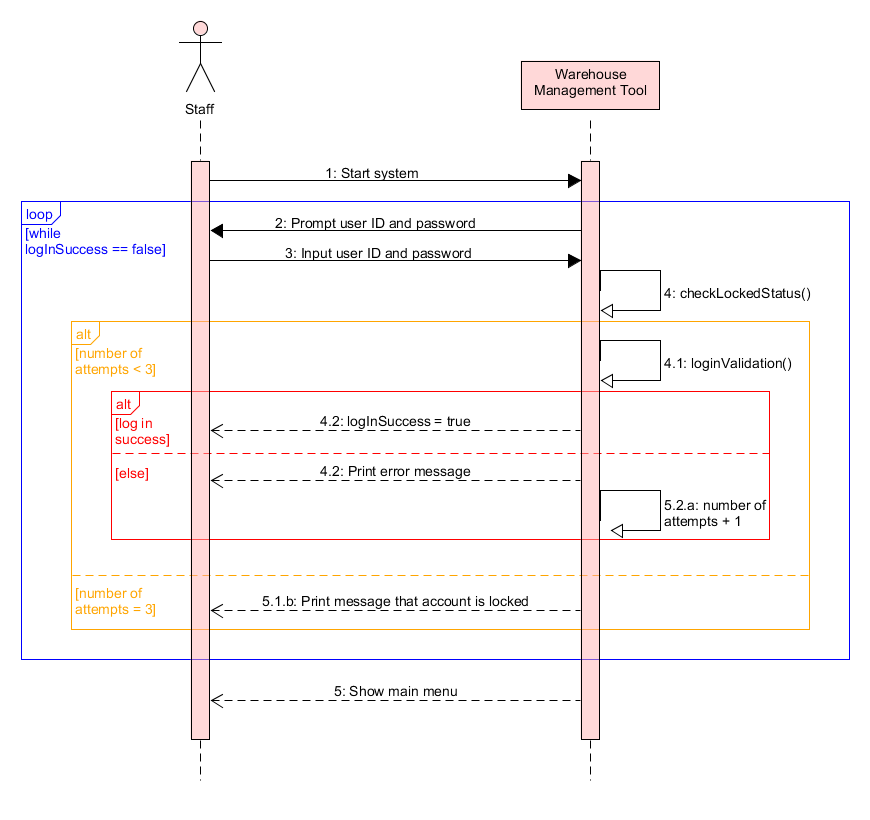 Staff
Warehouse
Management Tool
1: Start system
loop
[while
logInSuccess == false]
2: Prompt user ID and password
3: Input user ID and password
4: checkLockedStatus()
alt
[number of
attempts < 3]
4.1: loginValidation()
alt
[log in
success]
4.2: logInSuccess = true
[else]
4.2: Print error message
5.2.a: number of
attempts + 1
[number of
attempts = 3]
5.1.b: Print message that account is locked
5: Show main menu